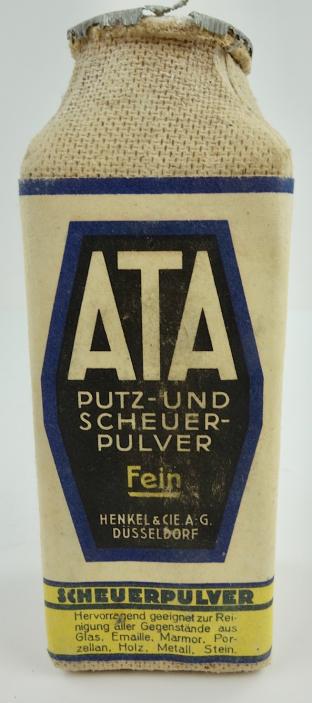 ATA
PUTZ-UND
SCHEUER-
PULVER
Fein
HENKEL & CIE. A. G.
DÜSSELDORF
SCHEUERPULVER
Hervorragend geeignet zur Rei-
nigung aller Gegenstände aus
Glas, Emaille, Marmor, Por-
zellan, Holz, Metall, Stein.